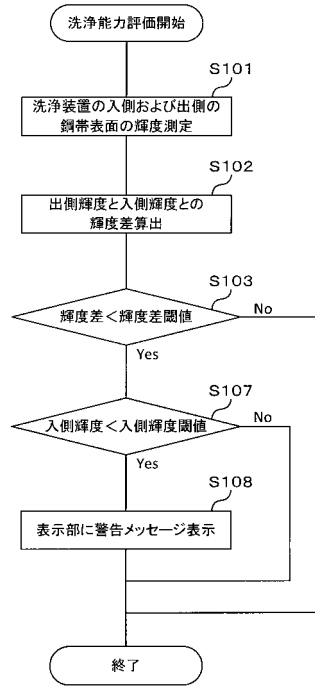 洗浄能力評価開始
S101
洗浄装置の入側および出側の
鋼帯表面の輝度測定
S102
出側輝度と入側輝度との
輝度差算出
S103
輝度差<輝度差閾値
No
Yes
S107
入側輝度<入側輝度閾値
No
Yes
S108
表示部に警告メッセージ表示
終了